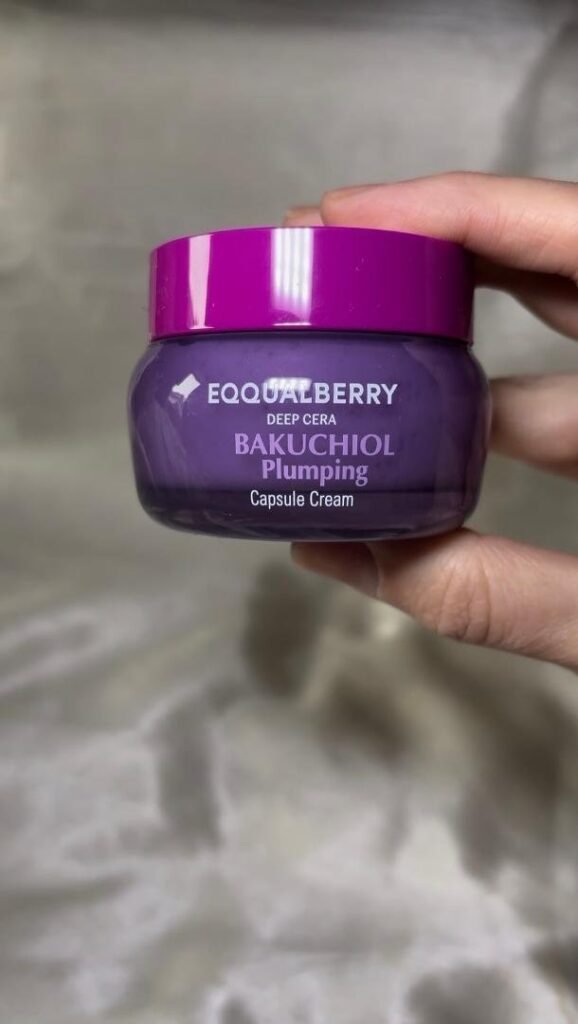 EQQUALBERRY
DEEP CERA
BAKUCHIOL
Plumping
Capsule Cream